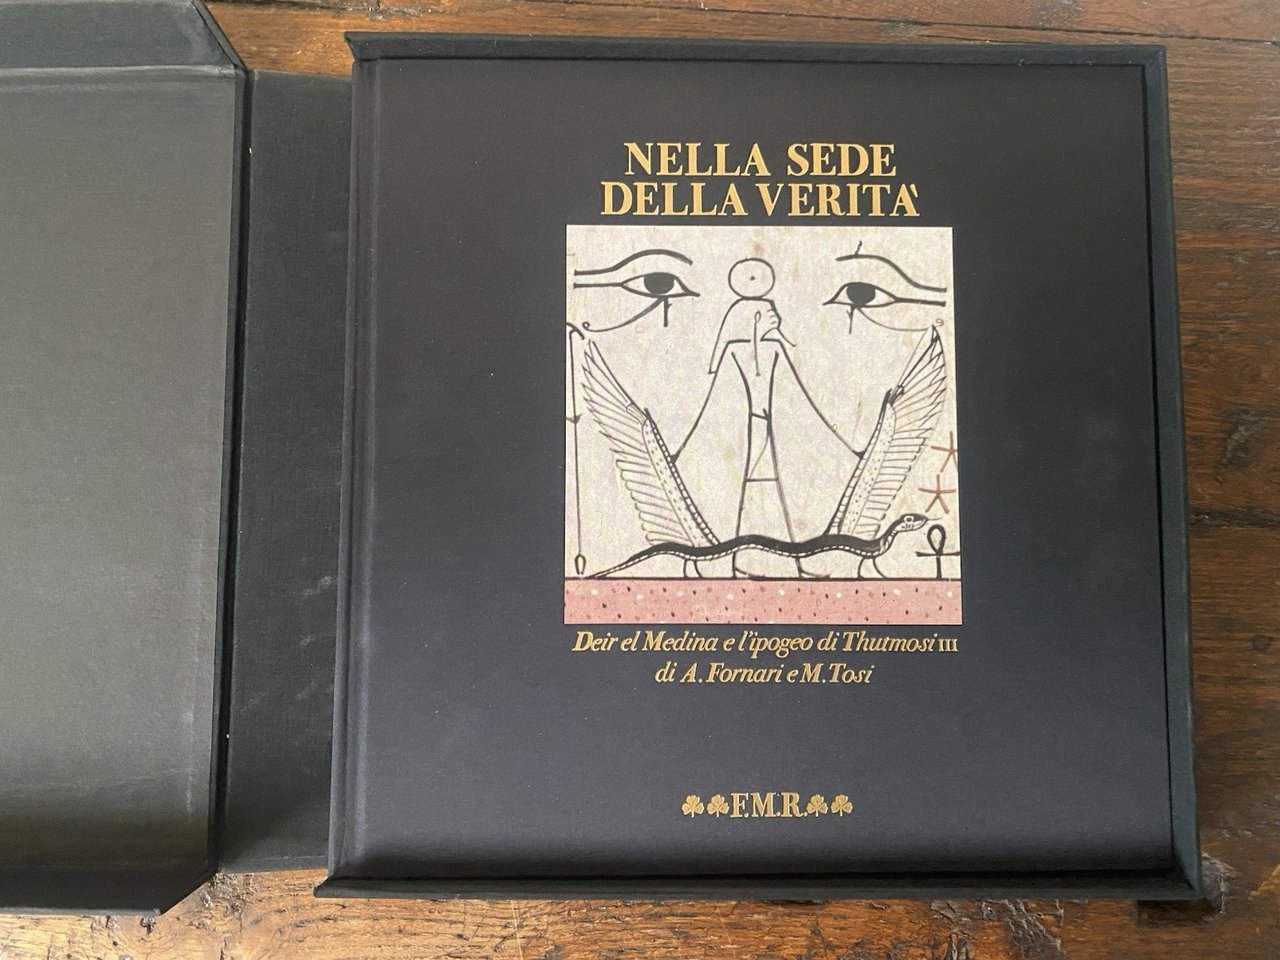 NELLA SEDE
DELLA VERITA'
Deir el Medina e l'ipogeo di Thutmosi III
di A. Fornari e M. Tosi
F.M.R.